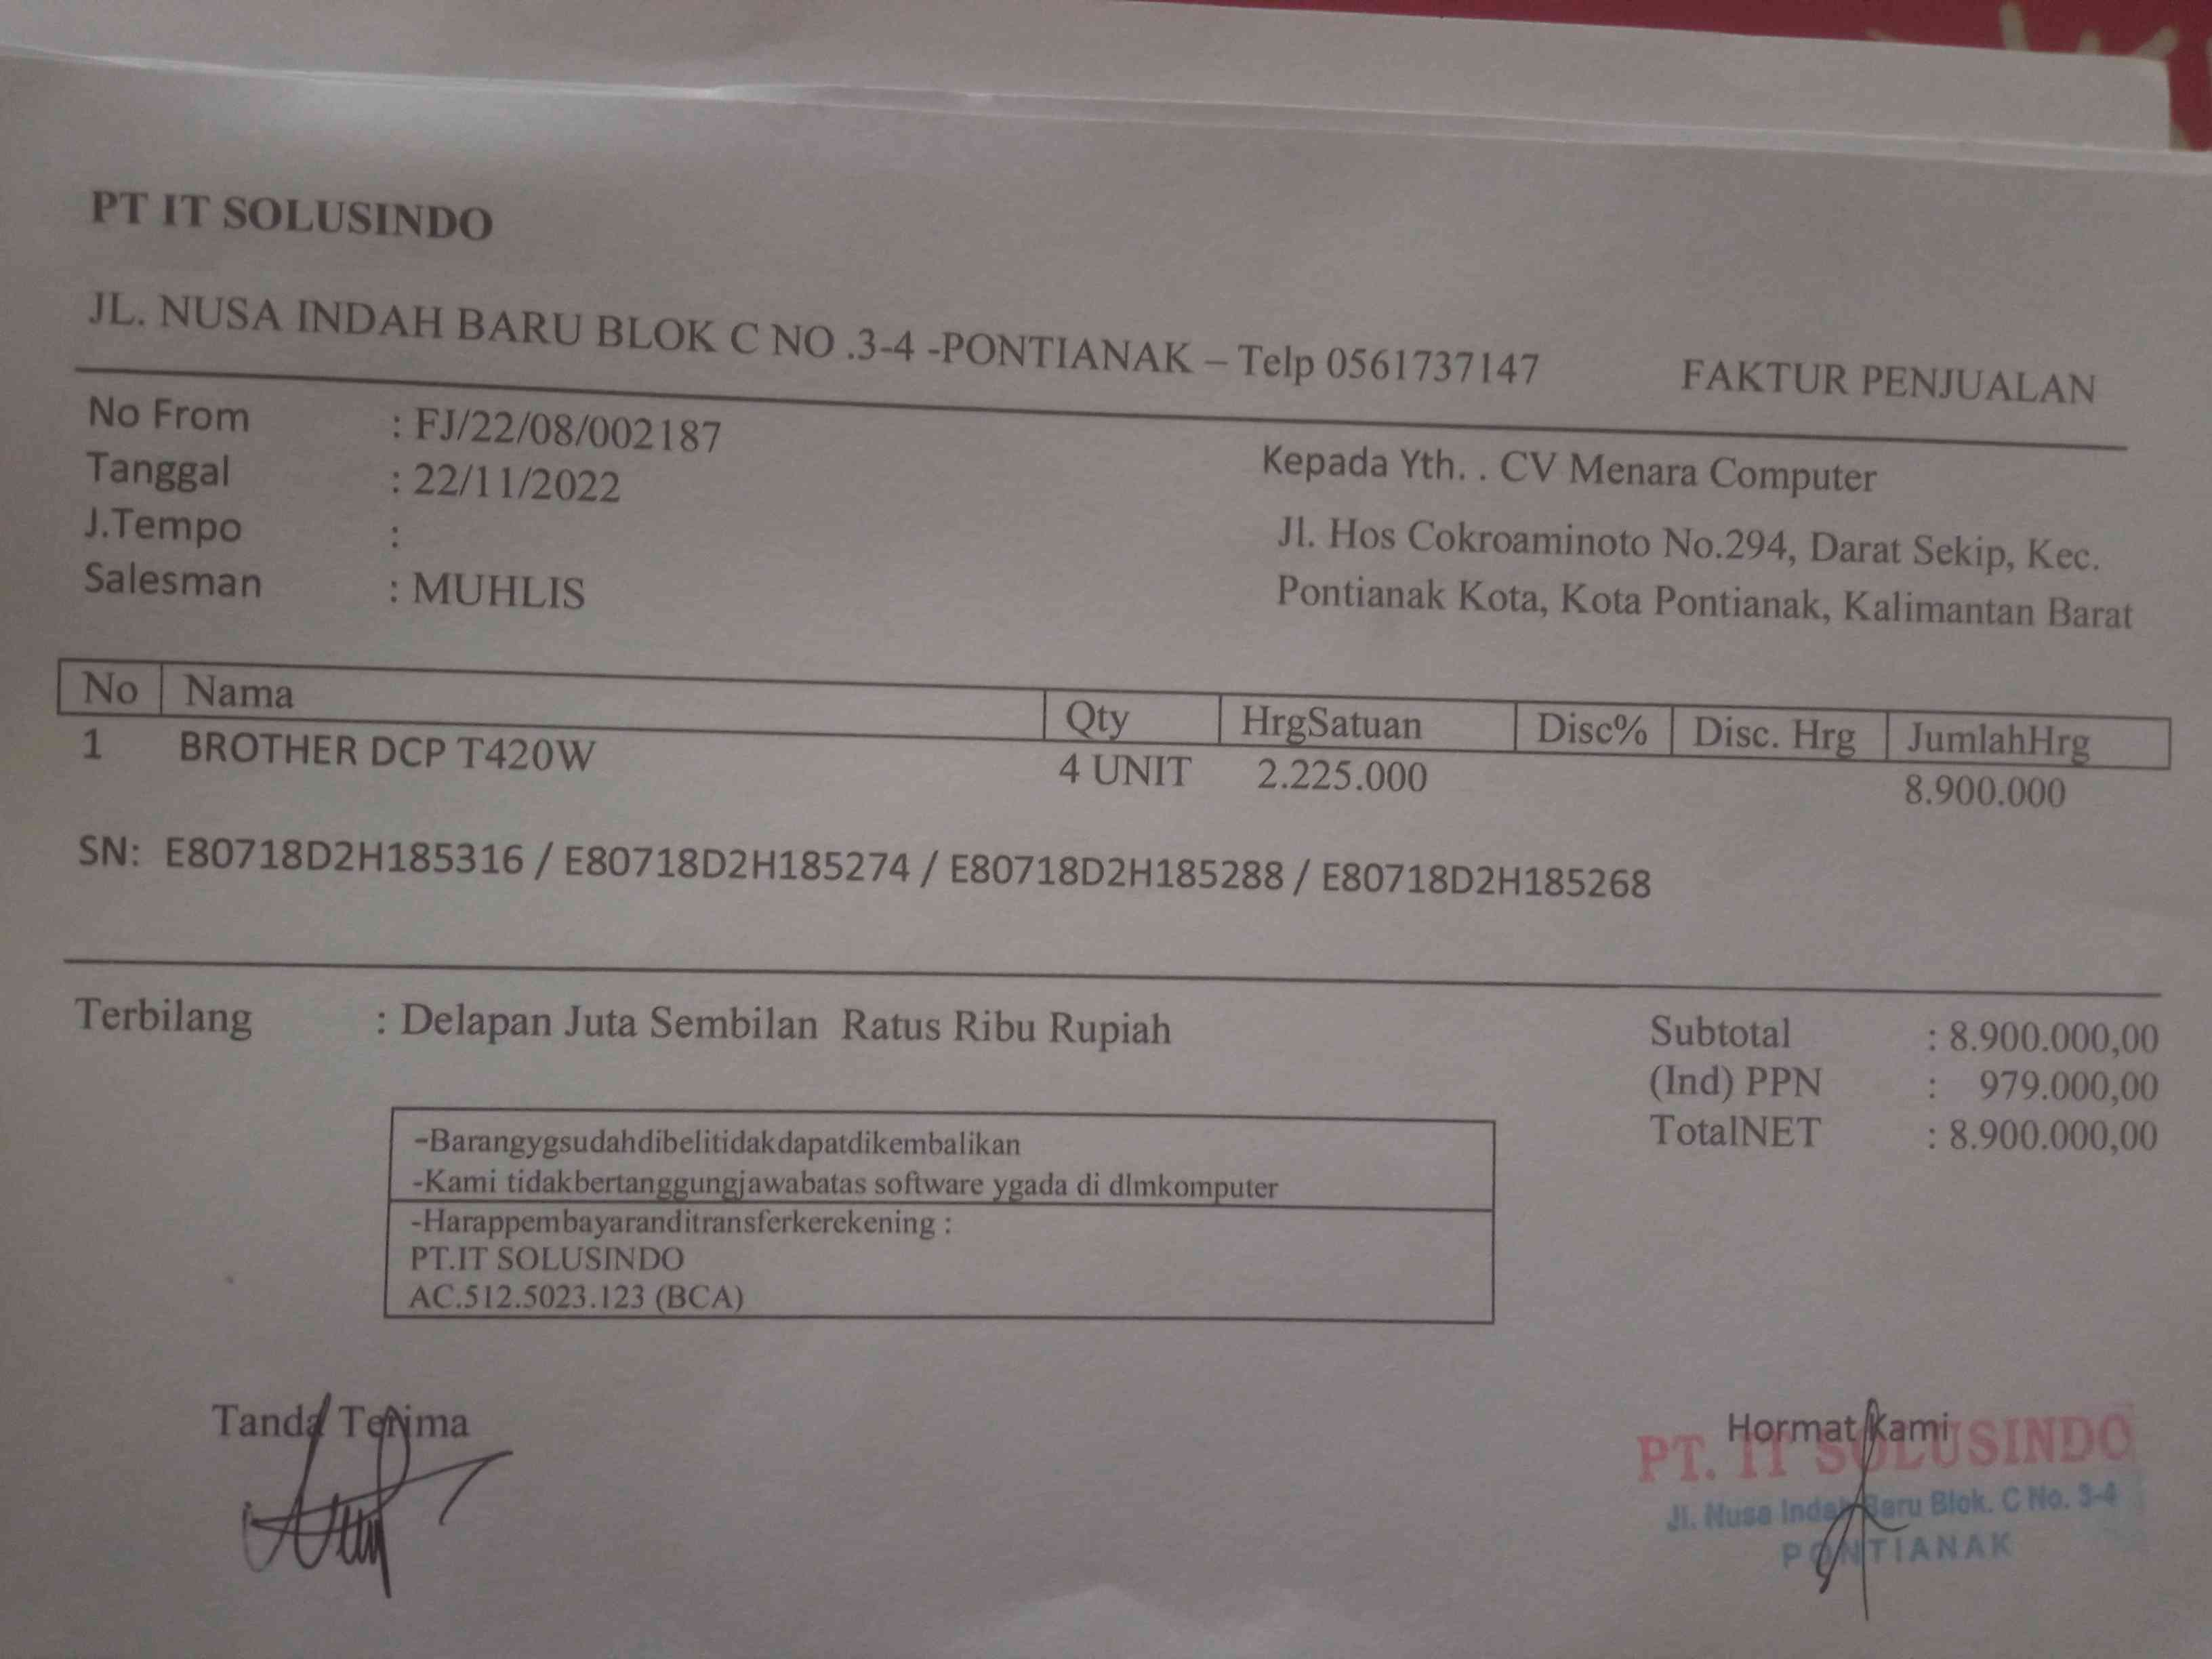 PT IT SOLUSINDO
JL. NUSA INDAH BARU BLOK C NO .3-4 -PONTIANAK – Telp 0561737147 FAKTUR PENJUALAN
No From : FJ/22/08/002187
Tanggal : 22/11/2022
J.Tempo :
Salesman : MUHLIS
Kepada Yth. . CV Menara Computer
Jl. Hos Cokroaminoto No.294, Darat Sekip, Kec.
Pontianak Kota, Kota Pontianak, Kalimantan Barat
No Nama Qty HrgSatuan Disc% Disc. Hrg JumlahHrg
1 BROTHER DCP T420W 4 UNIT 2.225.000 8.900.000
SN: E80718D2H185316 / E80718D2H185274 / E80718D2H185288 / E80718D2H185268
Terbilang : Delapan Juta Sembilan Ratus Ribu Rupiah
Subtotal : 8.900.000,00
(Ind) PPN : 979.000,00
TotalNET : 8.900.000,00
-Barangygsudahdibelitidakdapatdikembalikan
-Kami tidakbertanggungjawabatas software ygada di dlmkomputer
-Harappembayaranditransferkerekening :
PT.IT SOLUSINDO
AC.512.5023.123 (BCA)
Tanda Terima
Hormat Kami
PT. IT SOLUSINDO
Jl. Nusa Indah Baru Blok. C No. 3-4
PONTIANAK